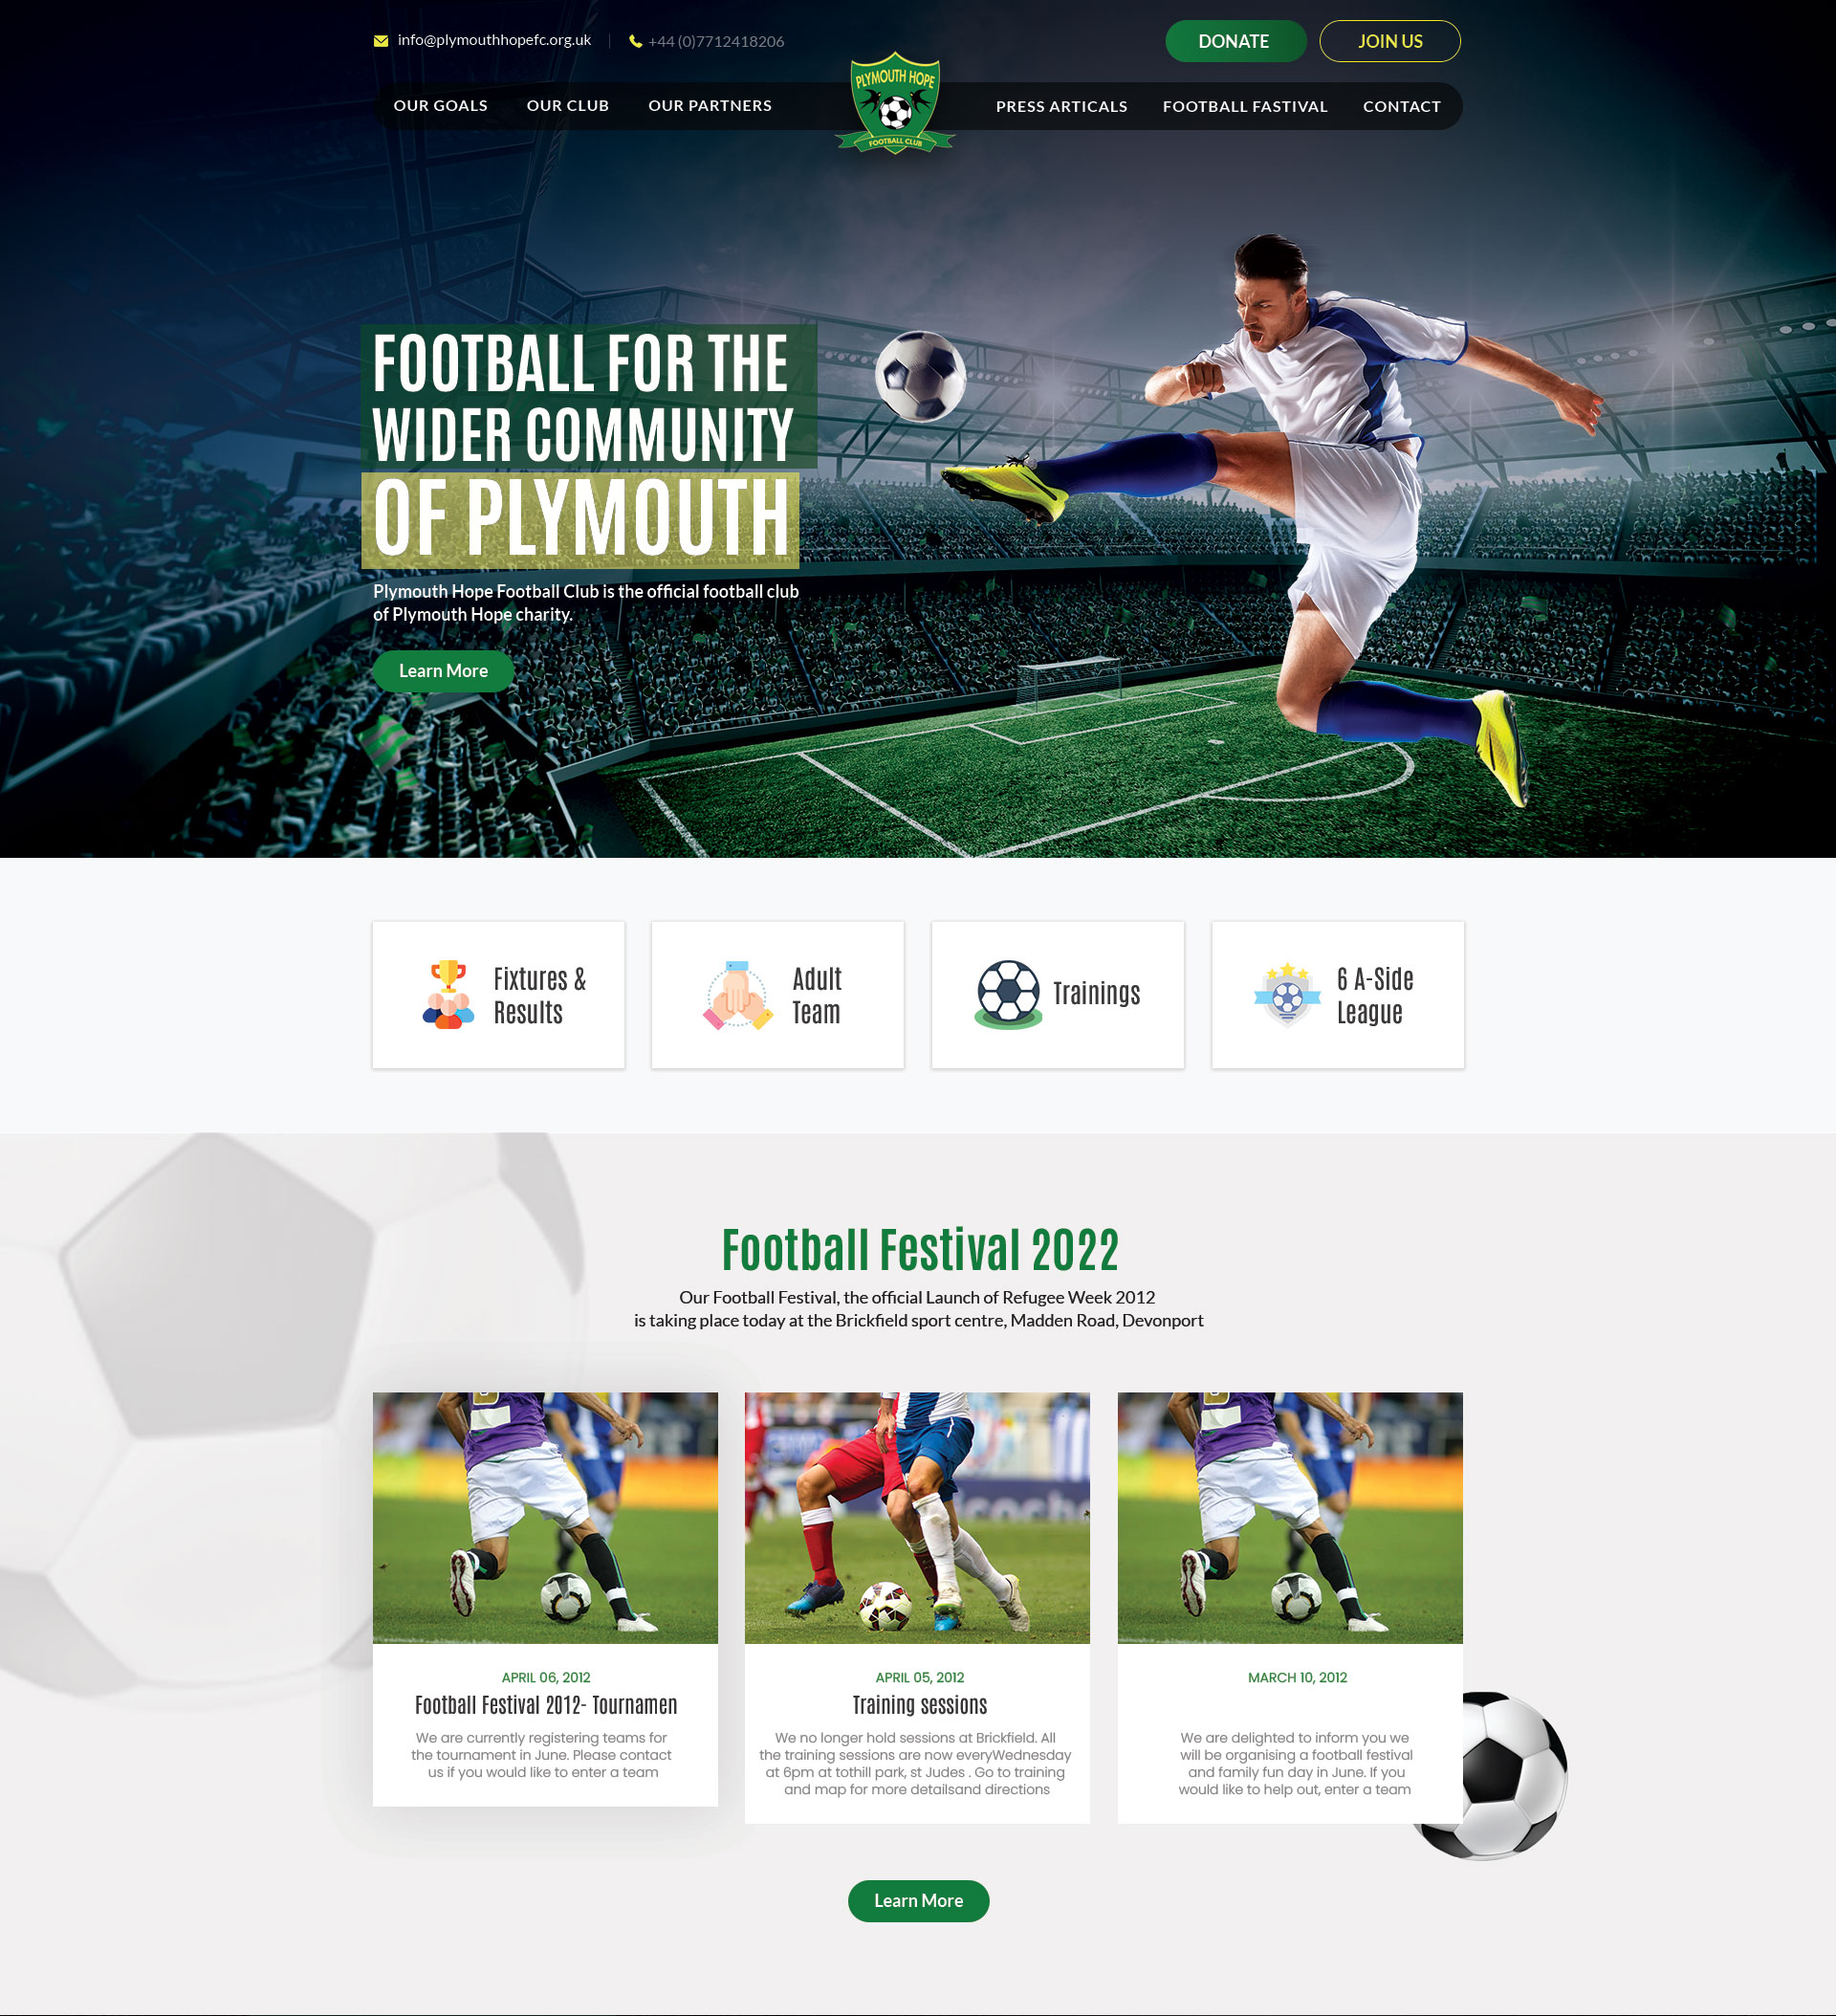 info@plymouthhopefc.org.uk
+44 (0)7712418206
DONATE
JOIN US
OUR GOALS
OUR CLUB
OUR PARTNERS
PLYMOUTH HOPE
FOOTBALL CLUB
PRESS ARTICALS
FOOTBALL FASTIVAL
CONTACT
FOOTBALL FOR THE
WIDER COMMUNITY
OF PLYMOUTH
Plymouth Hope Football Club is the official football club
of Plymouth Hope charity.
Learn More
Fixtures &
Results
Adult
Team
Trainings
6 A-Side
League
Football Festival 2022
Our Football Festival, the official Launch of Refugee Week 2012
is taking place today at the Brickfield sport centre, Madden Road, Devonport
APRIL 06, 2012
Football Festival 2012- Tournamen
We are currently registering teams for
the tournament in June. Please contact
us if you would like to enter a team
APRIL 05, 2012
Training sessions
We no longer hold sessions at Brickfield. All
the training sessions are now everyWednesday
at 6pm at tothill park, st Judes . Go to training
and map for more detailsand directions
MARCH 10, 2012
We are delighted to inform you we
will be organising a football festival
and family fun day in June. If you
would like to help out, enter a team
Learn More